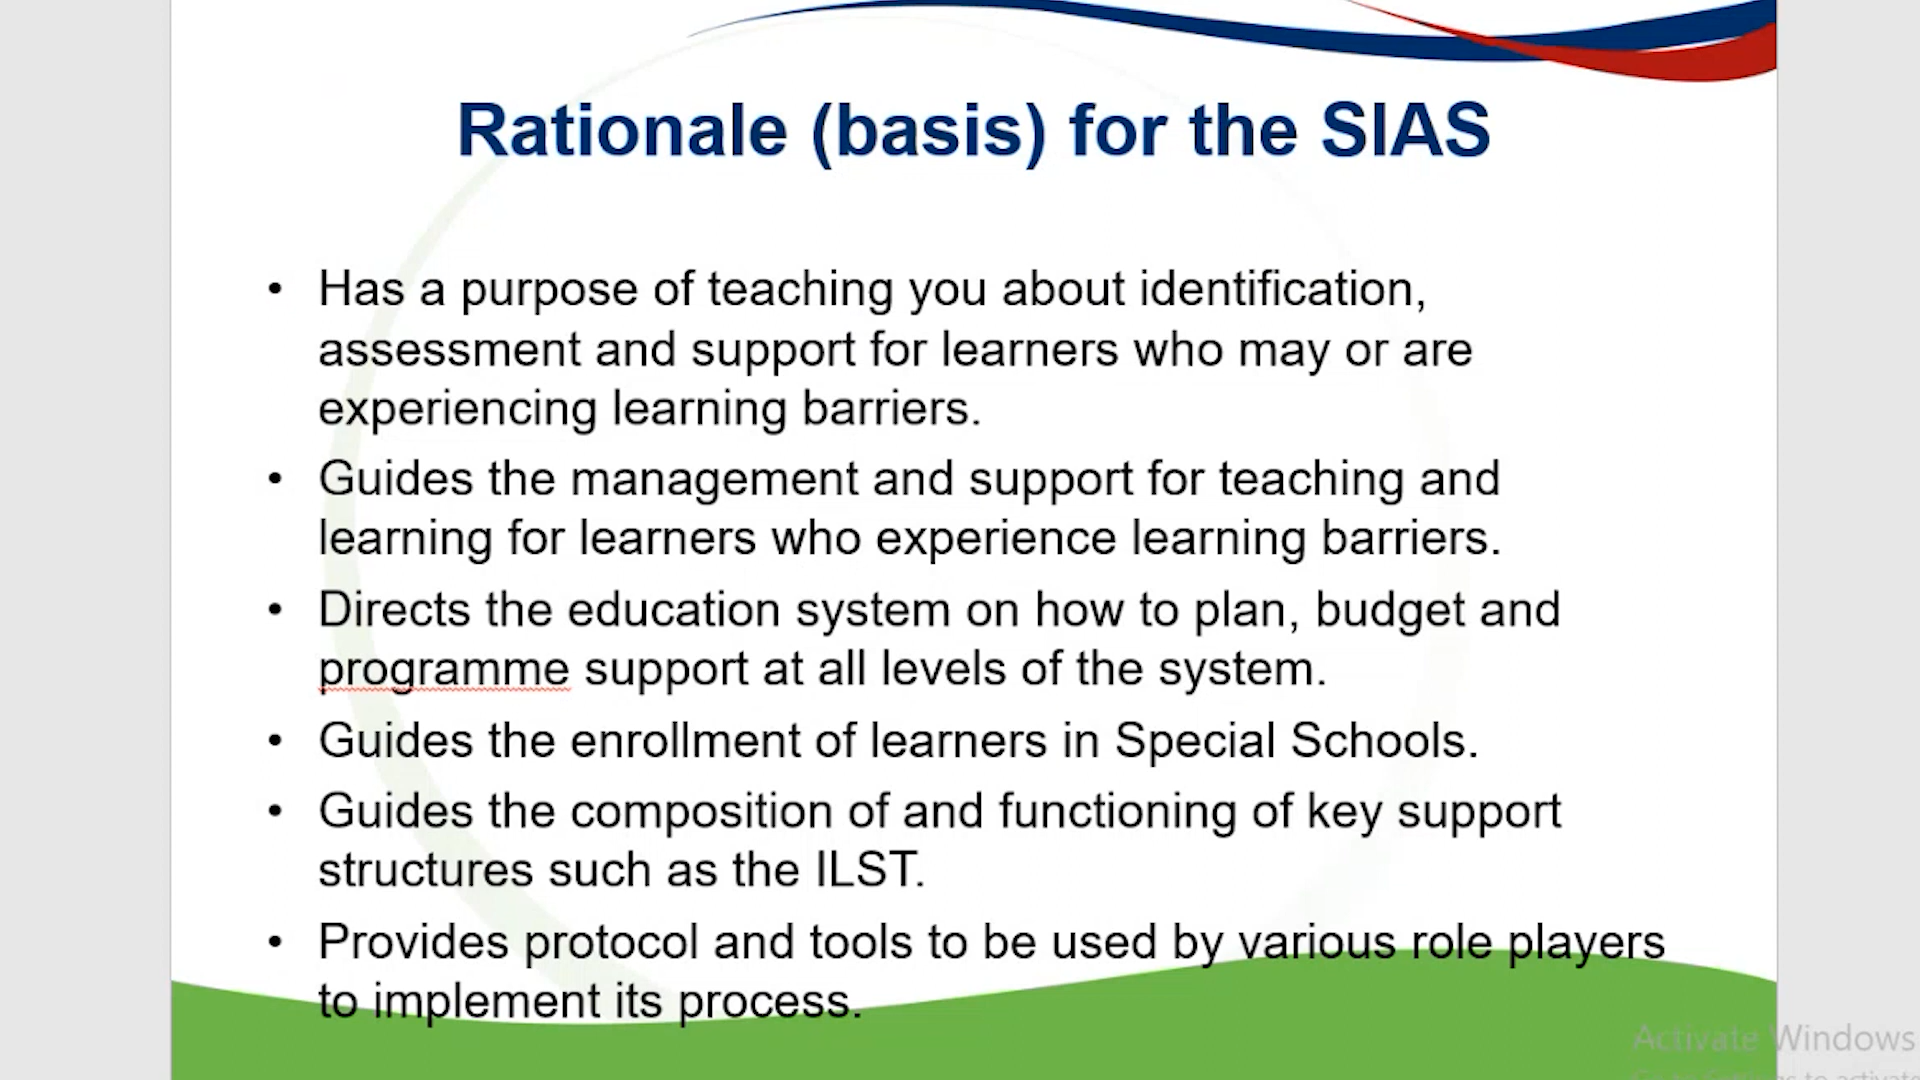 Rationale (basis) for the SIAS
• Has a purpose of teaching you about identification,
assessment and support for learners who may or are
experiencing learning barriers.
• Guides the management and support for teaching and
learning for learners who experience learning barriers.
• Directs the education system on how to plan, budget and
programme support at all levels of the system.
• Guides the enrollment of learners in Special Schools.
• Guides the composition of and functioning of key support
structures such as the ILST.
• Provides protocol and tools to be used by various role players
to implement its process.
Activate Windows